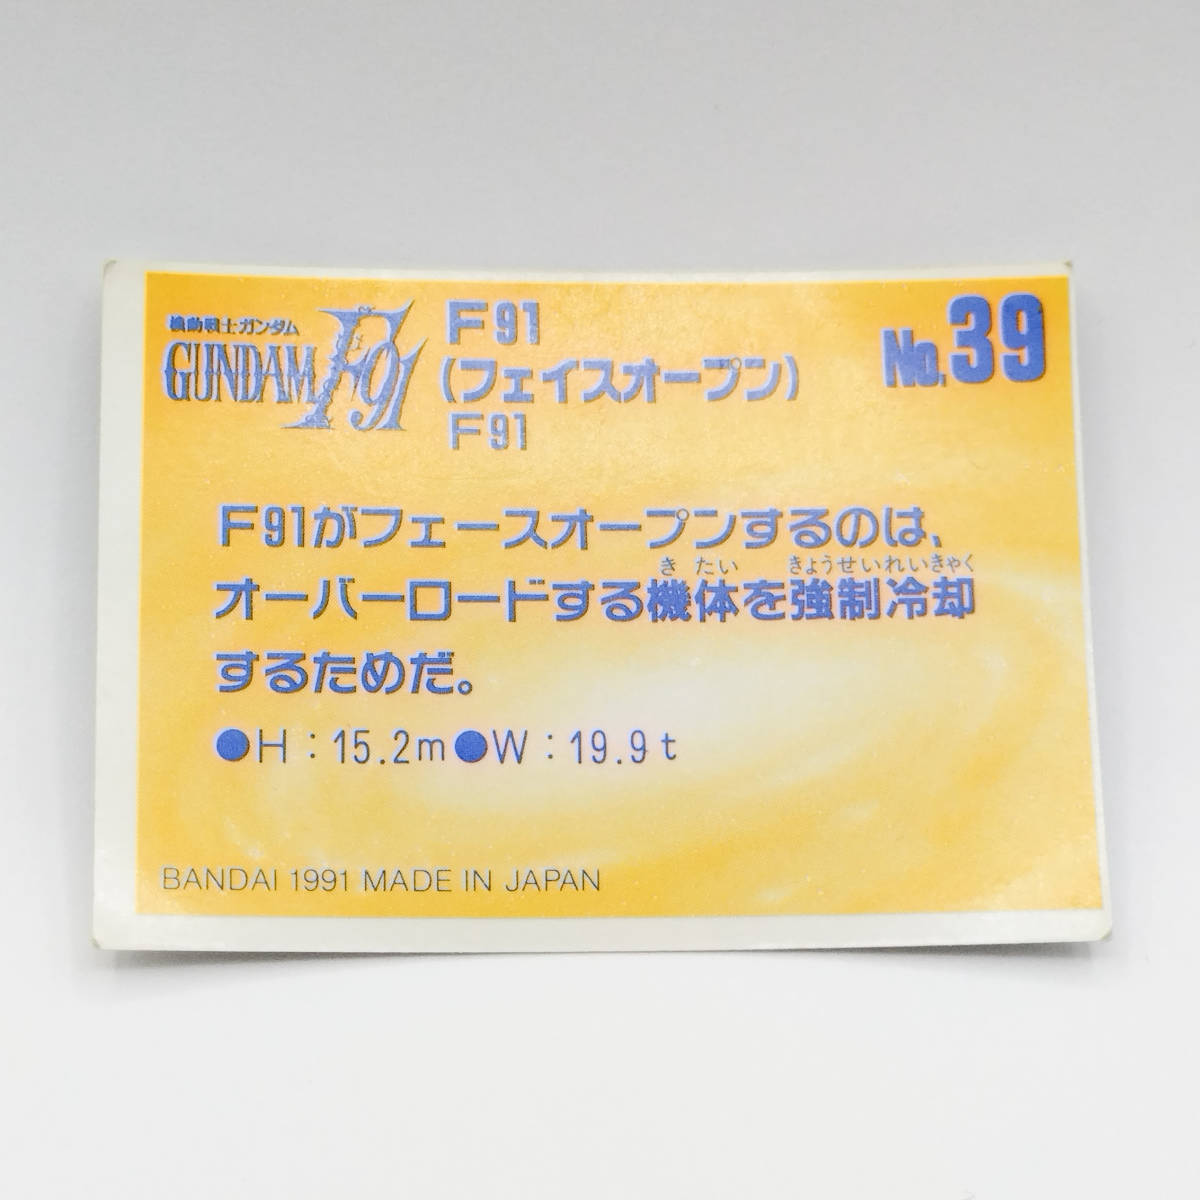 機動戦士ガンダム
GUNDAM F91
F91
(フェイスオープン)
F91
No.39
F91がフェースオープンするのは、
きたい きょうせいれいきゃく
オーバーロードする機体を強制冷却
するためだ。
●H:15.2m●W:19.9t
BANDAI 1991 MADE IN JAPAN